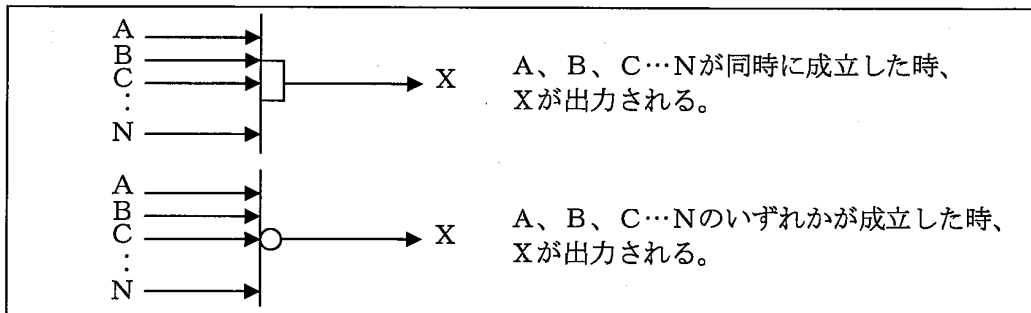 A
B
C
⋮
N
X
A、B、C…Nが同時に成立した時、
Xが出力される。
A
B
C
⋮
N
X
A、B、C…Nのいずれかが成立した時、
Xが出力される。